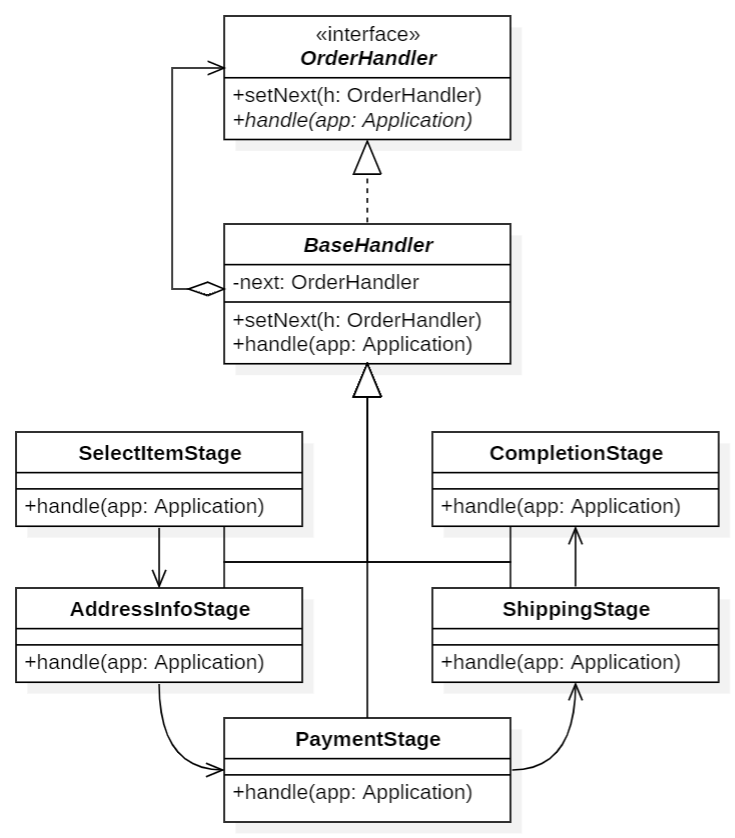 «interface»
OrderHandler
+setNext(h: OrderHandler)
+handle(app: Application)
BaseHandler
-next: OrderHandler
+setNext(h: OrderHandler)
+handle(app: Application)
SelectItemStage
+handle(app: Application)
CompletionStage
+handle(app: Application)
AddressInfoStage
+handle(app: Application)
ShippingStage
+handle(app: Application)
PaymentStage
+handle(app: Application)